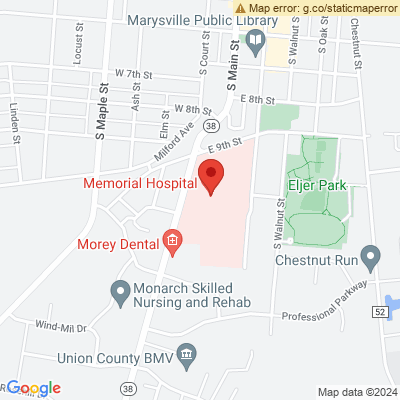 Map error: g.co/staticmaperror
Marysville Public Library
Locust St
S Court St
S Main St
S Walnut St
S Oak St
Chestnut St
W 7th St
S Maple St
Ash St
E 8th St
W 8th St
Linden St
Elm St
Milford Ave
38
E 9th St
Memorial Hospital
Eljer Park
Morey Dental
S Walnut St
Chestnut Run
Monarch Skilled
Nursing and Rehab
Professional Parkway
52
Wind-Mil Dr
Union County BMV
38
Google
Map data ©2024